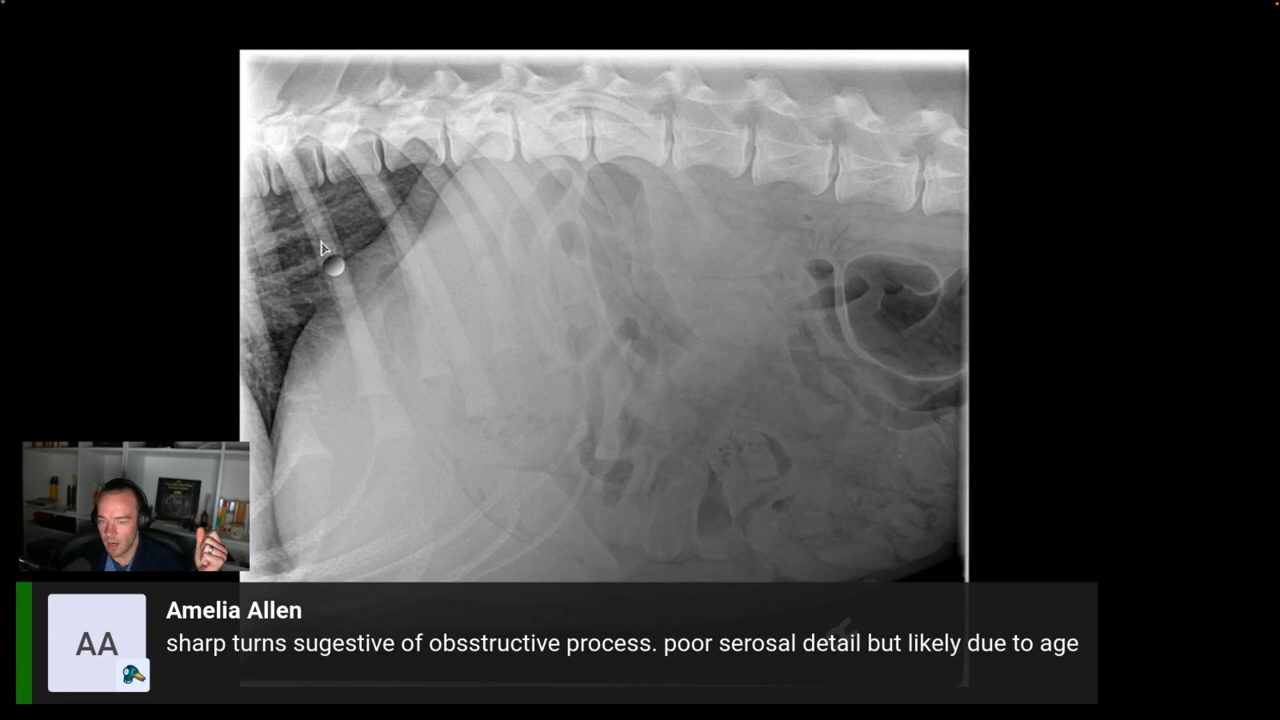 Amelia Allen
AA
sharp turns sugestive of obsstructive process. poor serosal detail but likely due to age